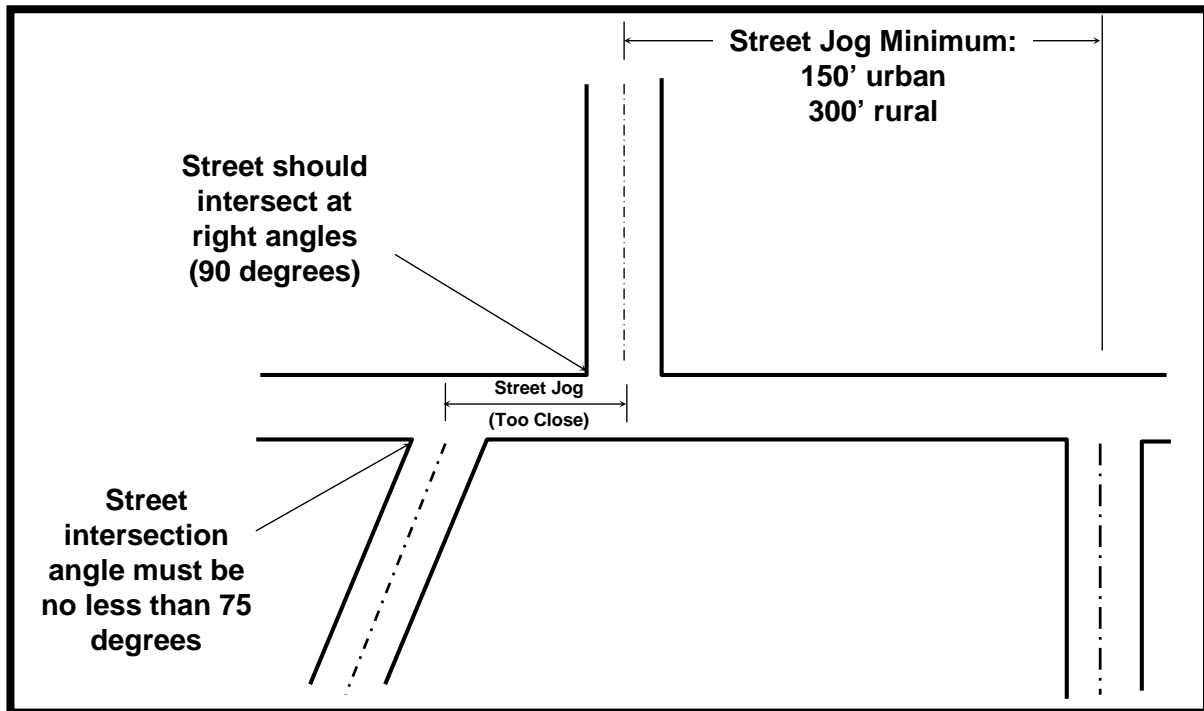 Street Jog Minimum:
150’ urban
300’ rural
Street should
intersect at
right angles
(90 degrees)
Street Jog
(Too Close)
Street
intersection
angle must be
no less than 75
degrees